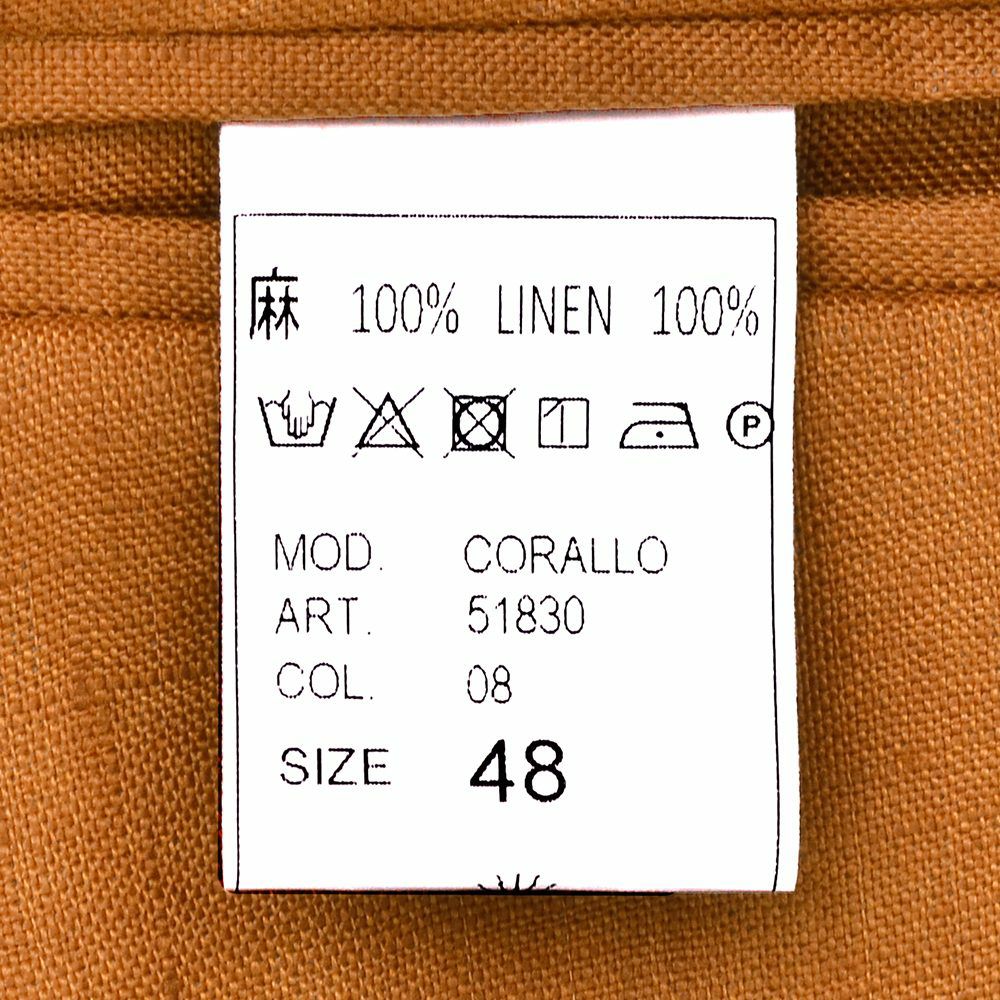 麻 100% LINEN 100%
P
MOD. CORALLO
ART. 51830
COL. 08
SIZE 48